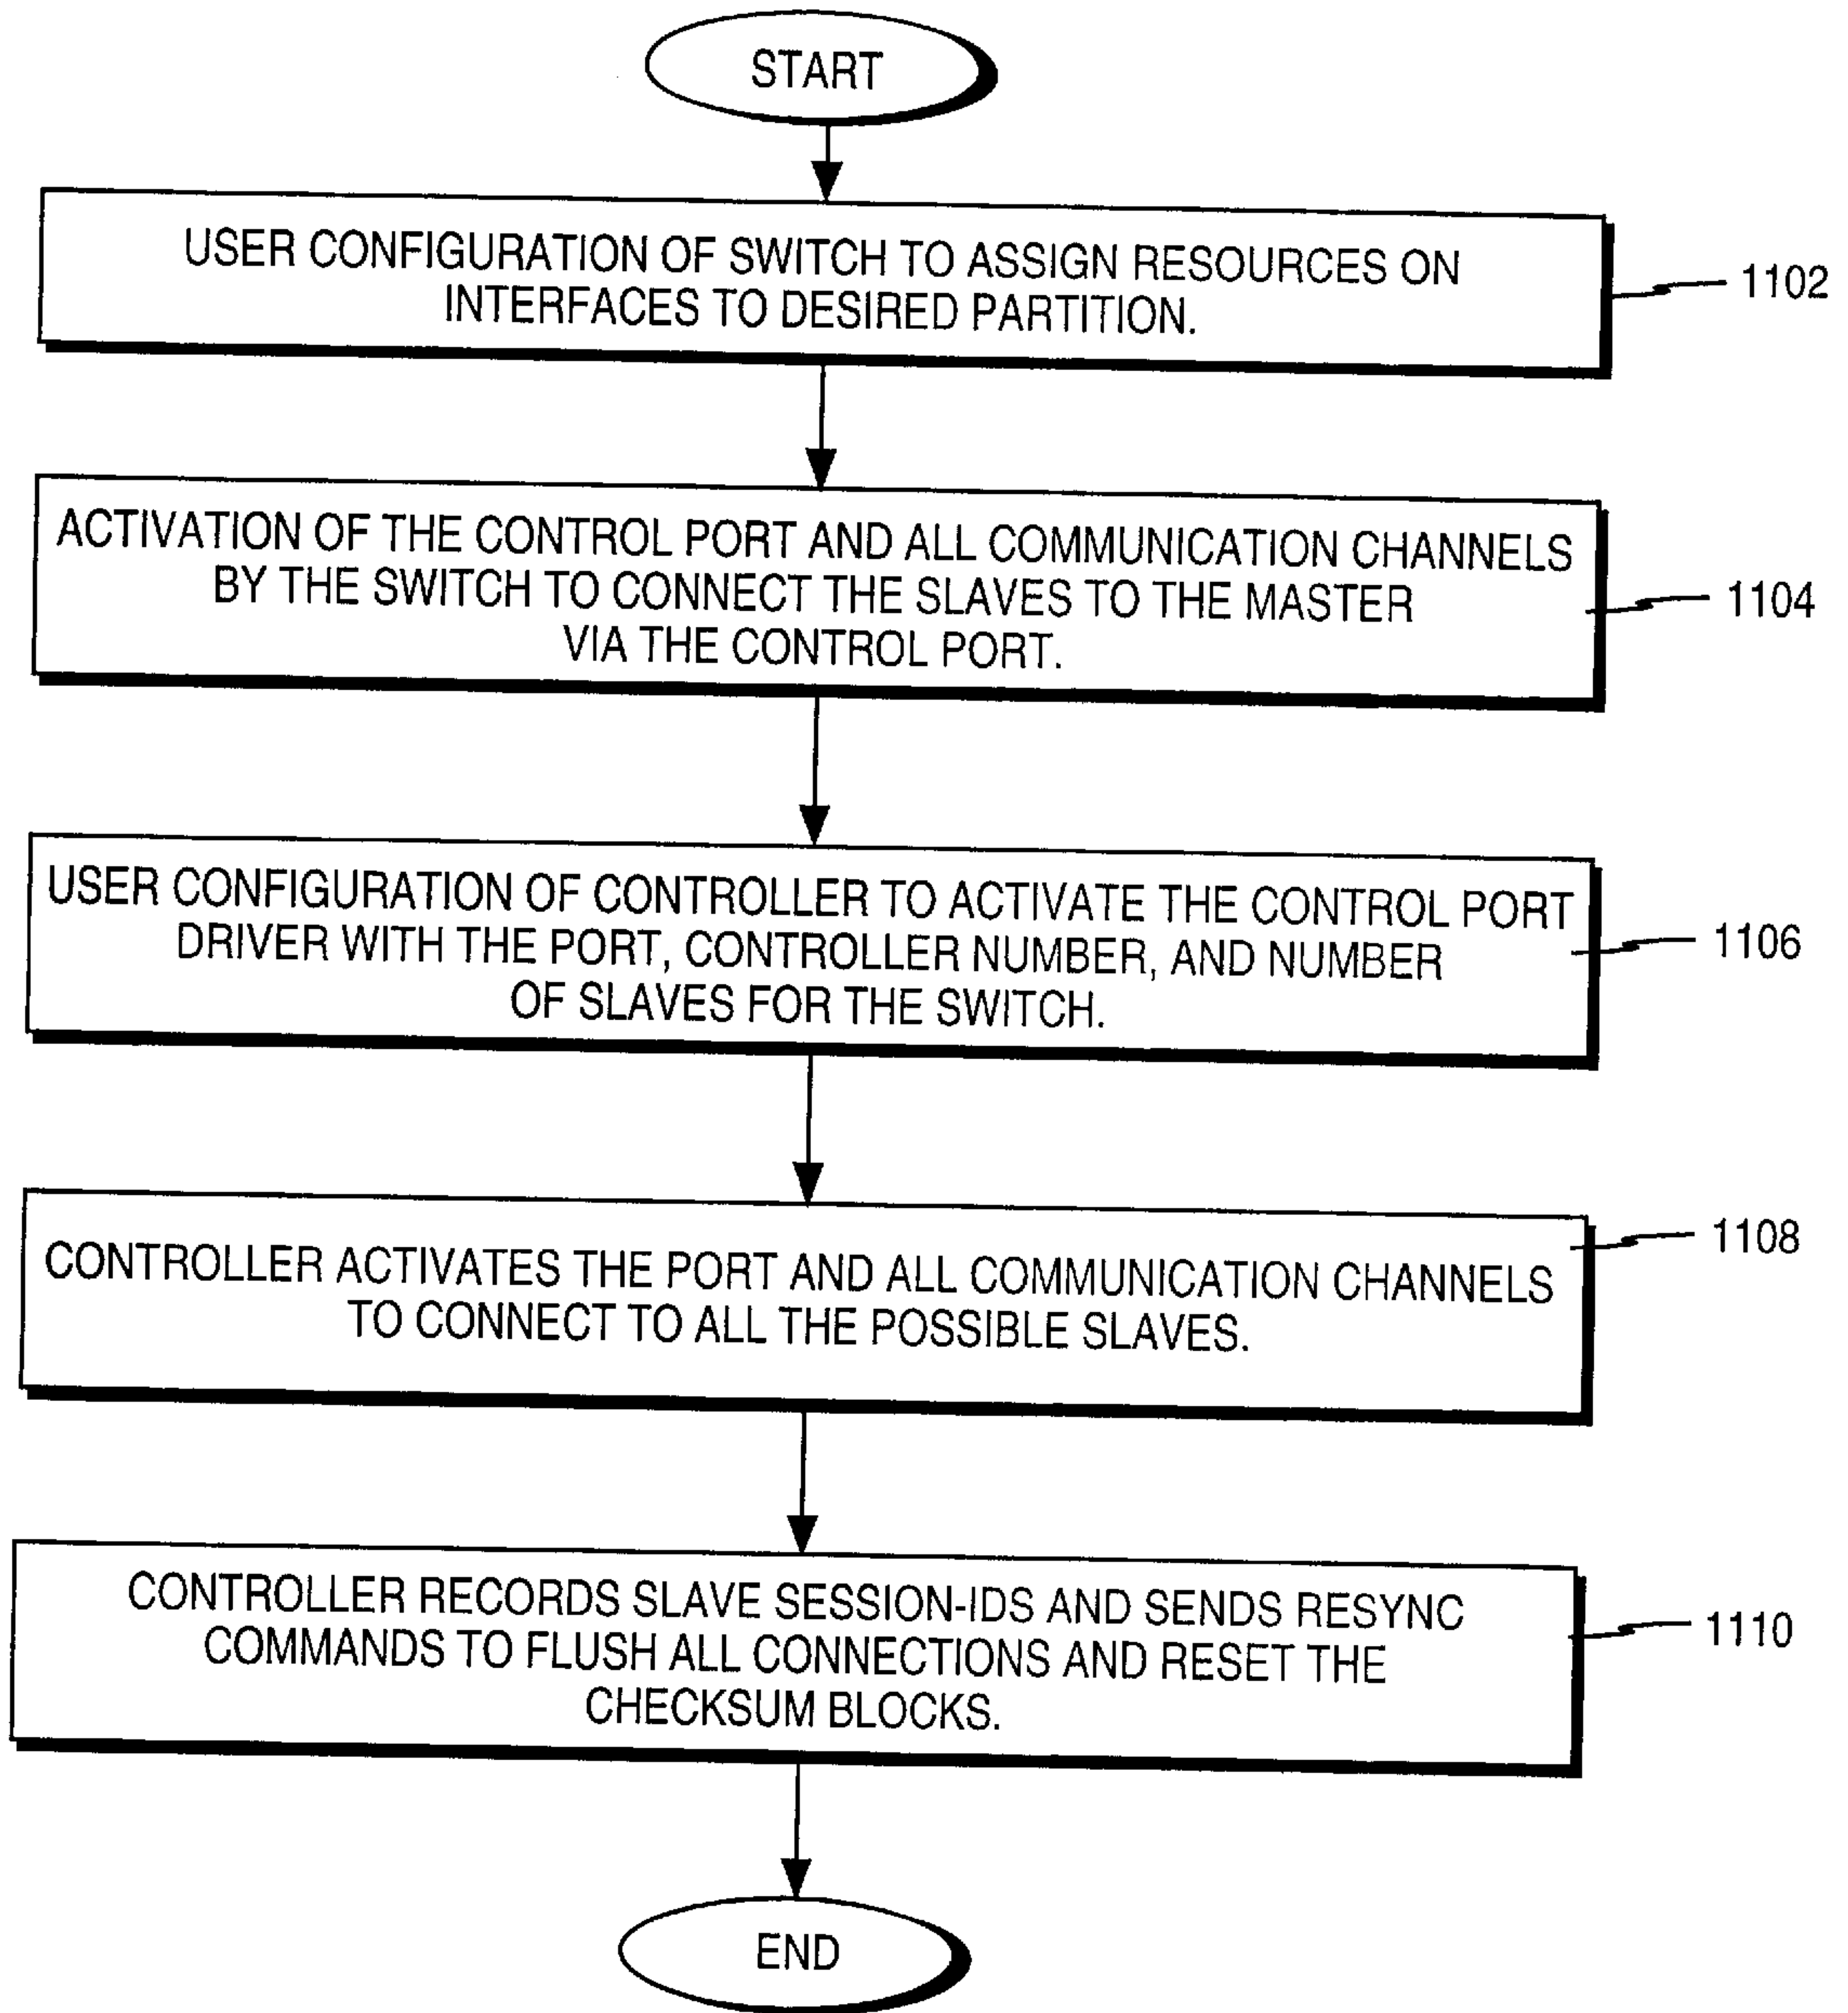 START
USER CONFIGURATION OF SWITCH TO ASSIGN RESOURCES ON
INTERFACES TO DESIRED PARTITION.
1102
ACTIVATION OF THE CONTROL PORT AND ALL COMMUNICATION CHANNELS
BY THE SWITCH TO CONNECT THE SLAVES TO THE MASTER
VIA THE CONTROL PORT.
1104
USER CONFIGURATION OF CONTROLLER TO ACTIVATE THE CONTROL PORT
DRIVER WITH THE PORT, CONTROLLER NUMBER, AND NUMBER
OF SLAVES FOR THE SWITCH.
1106
CONTROLLER ACTIVATES THE PORT AND ALL COMMUNICATION CHANNELS
TO CONNECT TO ALL THE POSSIBLE SLAVES.
1108
CONTROLLER RECORDS SLAVE SESSION-IDS AND SENDS RESYNC
COMMANDS TO FLUSH ALL CONNECTIONS AND RESET THE
CHECKSUM BLOCKS.
1110
END